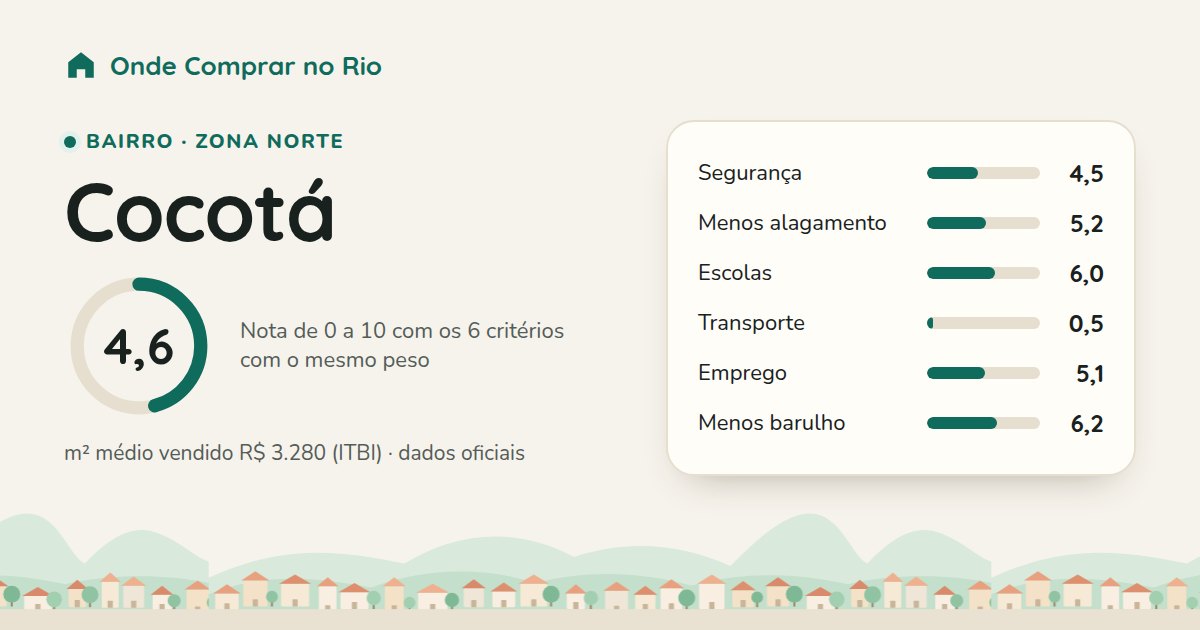 Onde Comprar no Rio
BAIRRO · ZONA NORTE
Cocotá
4,6
Nota de 0 a 10 com os 6 critérios
com o mesmo peso
m² médio vendido R$ 3.280 (ITBI) · dados oficiais
Segurança 4,5
Menos alagamento 5,2
Escolas 6,0
Transporte 0,5
Emprego 5,1
Menos barulho 6,2